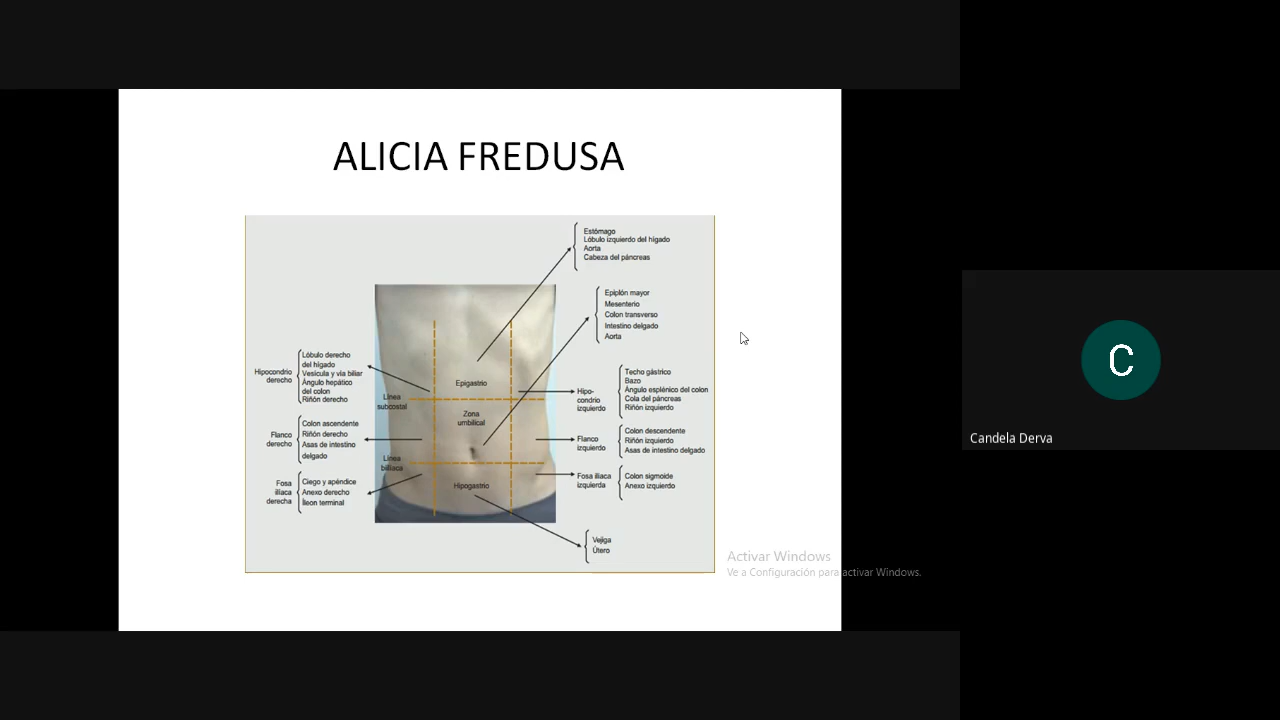 ALICIA FREDUSA
Estómago
Lóbulo izquierdo del hígado
Aorta
Cabeza del páncreas
Epiplón mayor
Mesenterio
Colon transverso
Intestino delgado
Aorta
Hipocondrio
derecho
Lóbulo derecho
del hígado
Vesícula y vía biliar
Ángulo hepático
del colon
Riñón derecho
Epigastrio
Línea
subcostal
Zona
umbilical
Hipo-
condrio
izquierdo
Techo gástrico
Bazo
Ángulo esplénico del colon
Cola del páncreas
Riñón izquierdo
Flanco
derecho
Colon ascendente
Riñón derecho
Asas de intestino
delgado
Flanco
izquierdo
Colon descendente
Riñón izquierdo
Asas de intestino delgado
Línea
biilíaca
Fosa
ilíaca
derecha
Ciego y apéndice
Anexo derecho
Íleon terminal
Hipogastrio
Fosa ilíaca
izquierda
Colon sigmoide
Anexo izquierdo
Vejiga
Útero
Activar Windows
Ve a Configuración para activar Windows.
C
Candela Derva